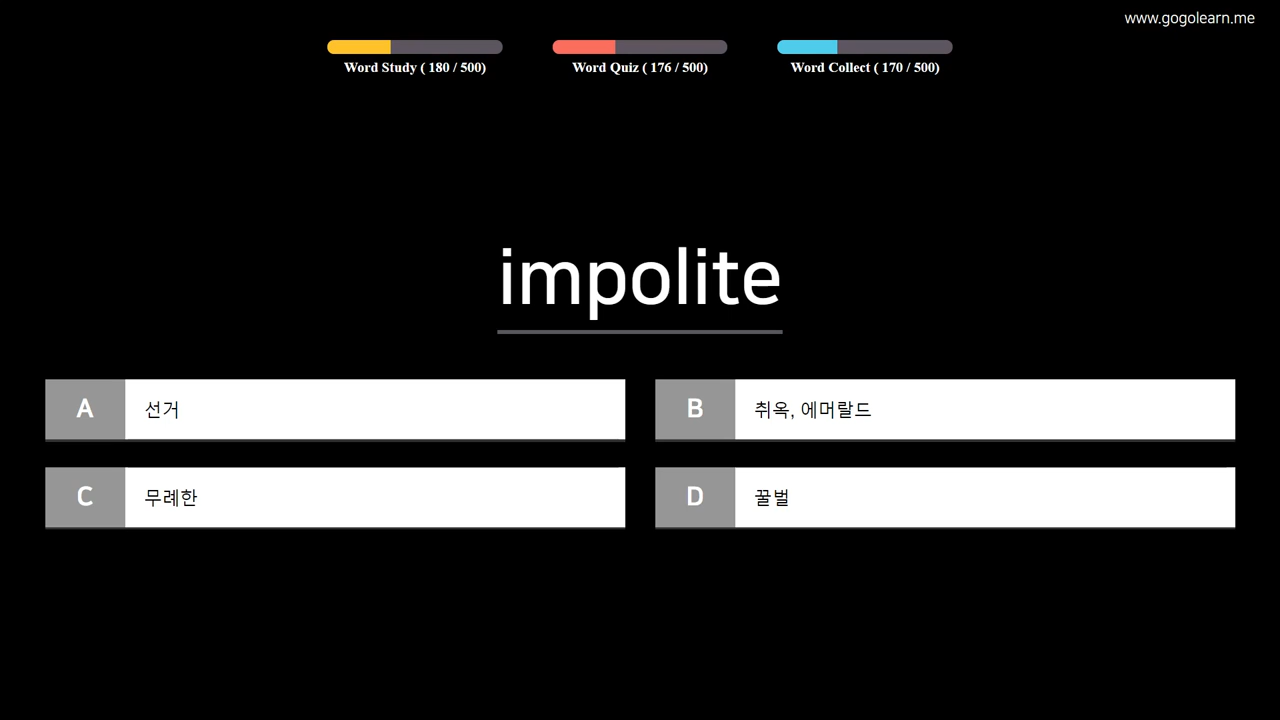 www.gogolearn.me
Word Study ( 180 / 500)
Word Quiz ( 176 / 500)
Word Collect ( 170 / 500)
impolite
A 선거
B 취옥, 에머랄드
C 무례한
D 꿀벌